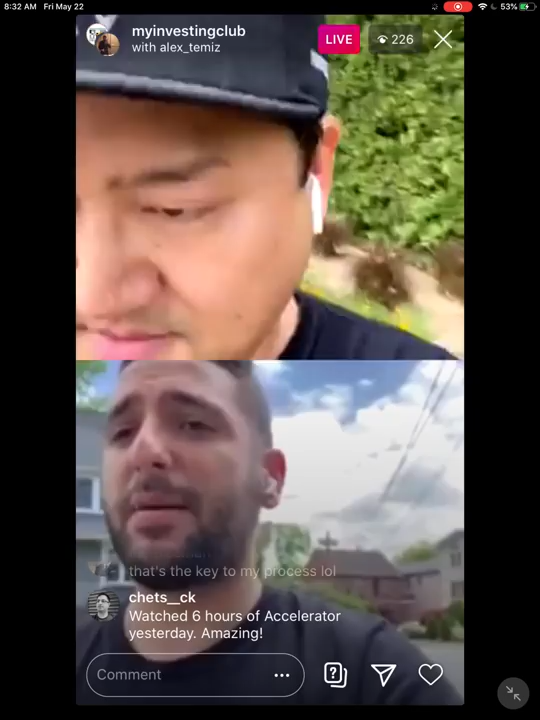 8:32 AM Fri May 22
53%
myinvestingclub
with alex_temiz
LIVE
226
that's the key to my process lol
chets__ck
Watched 6 hours of Accelerator
yesterday. Amazing!
Comment